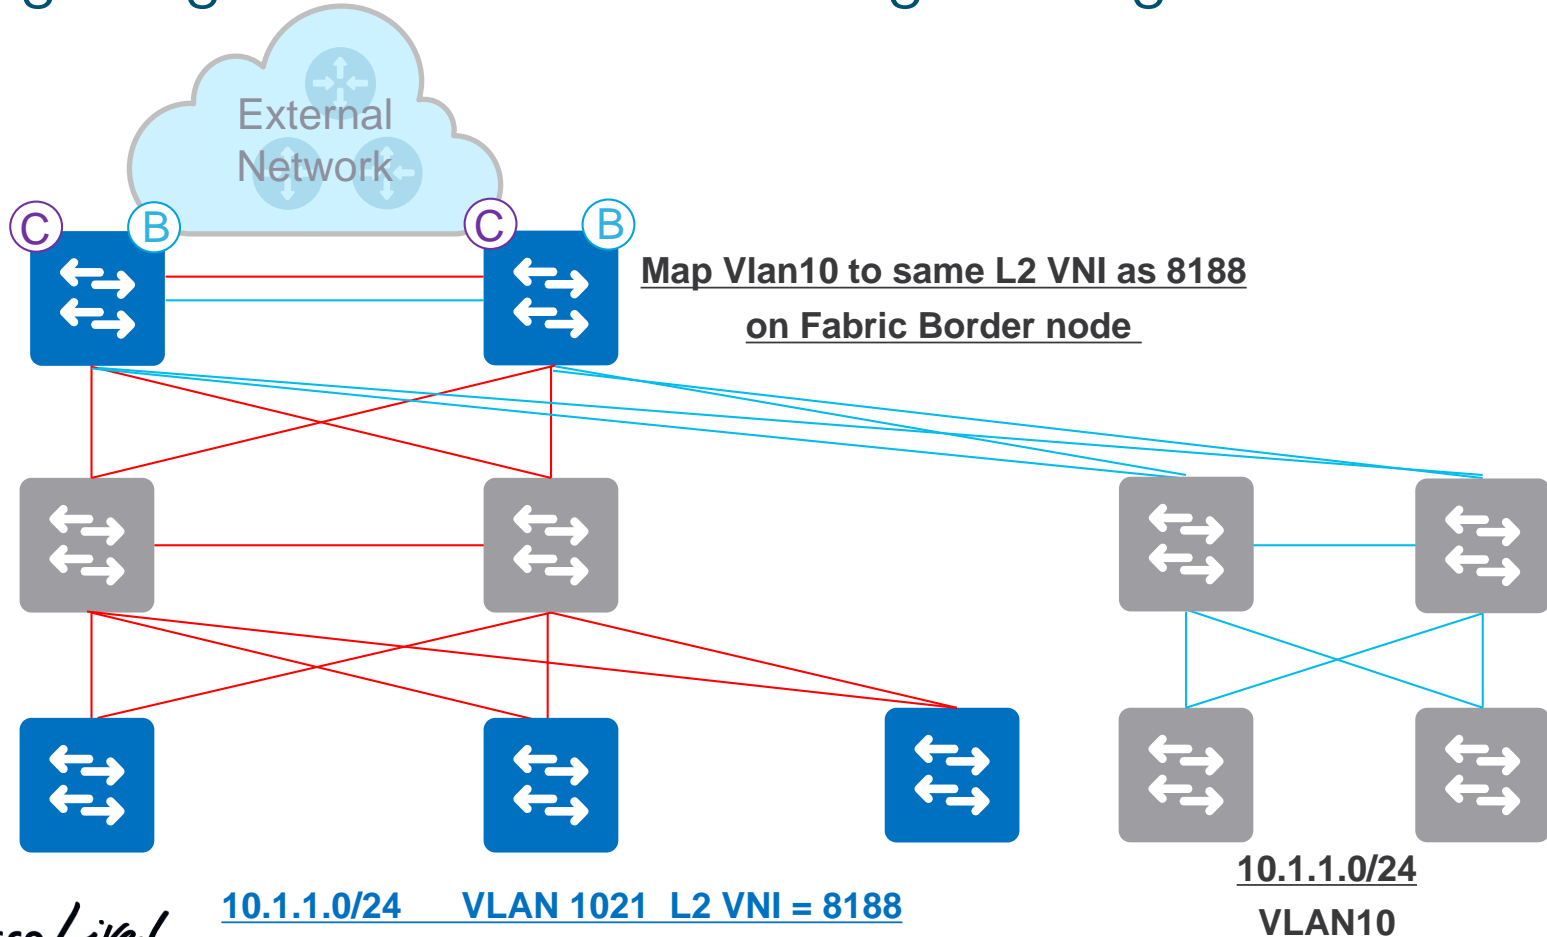 External
Network
C
B
C
B
Map Vlan10 to same L2 VNI as 8188
on Fabric Border node
10.1.1.0/24
VLAN10
10.1.1.0/24 VLAN 1021 L2 VNI = 8188
Live!